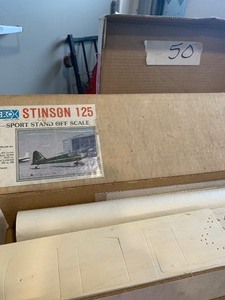 50
STINSON 125
SPORT STAND OFF SCALE